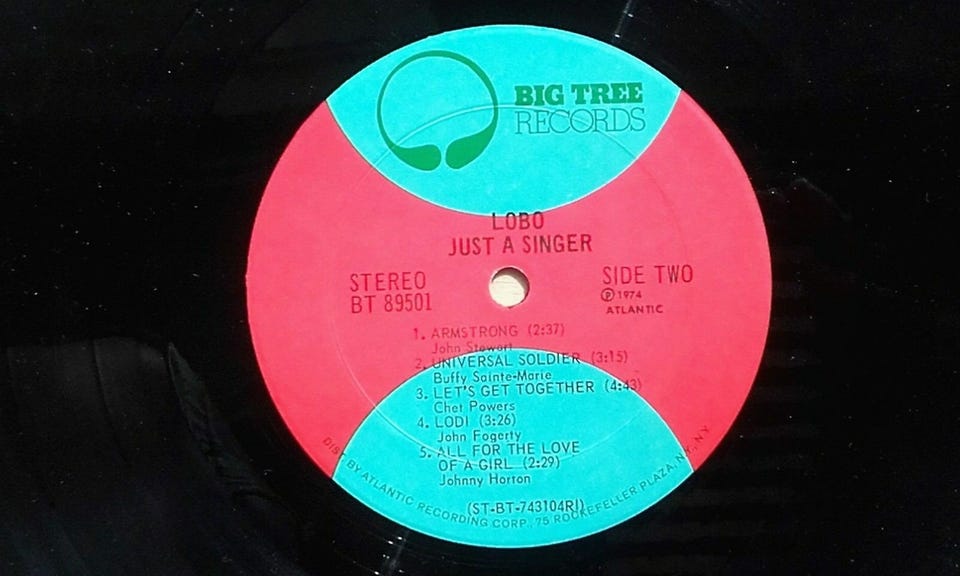 BIG TREE
RECORDS
LOBO
JUST A SINGER
STEREO
BT 89501
SIDE TWO
Ⓟ 1974
ATLANTIC
1. ARMSTRONG (2:37)
John Stewart
2. UNIVERSAL SOLDIER (3:15)
Buffy Sainte-Marie
3. LET'S GET TOGETHER (4:43)
Chet Powers
4. LODI (3:26)
John Fogerty
5. ALL FOR THE LOVE
OF A GIRL (2:29)
Johnny Horton
(ST-BT-743104RI)
DIST BY ATLANTIC RECORDING CORP., 75 ROCKEFELLER PLAZA, N.Y., N.Y.